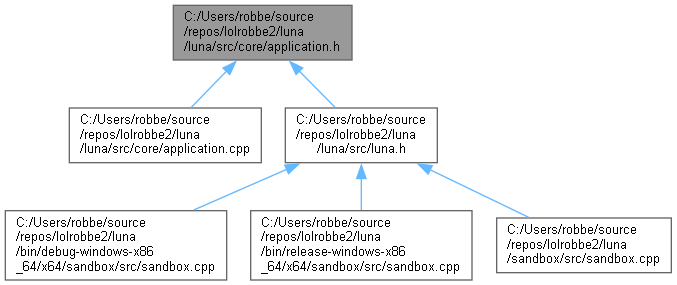 C:/Users/robbe/source
/repos/lolrobbe2/luna
/luna/src/core/application.h
C:/Users/robbe/source
/repos/lolrobbe2/luna
/luna/src/core/application.cpp
C:/Users/robbe/source
/repos/lolrobbe2/luna
/luna/src/luna.h
C:/Users/robbe/source
/repos/lolrobbe2/luna
/bin/debug-windows-x86
_64/x64/sandbox/src/sandbox.cpp
C:/Users/robbe/source
/repos/lolrobbe2/luna
/bin/release-windows-x86
_64/x64/sandbox/src/sandbox.cpp
C:/Users/robbe/source
/repos/lolrobbe2/luna
/sandbox/src/sandbox.cpp